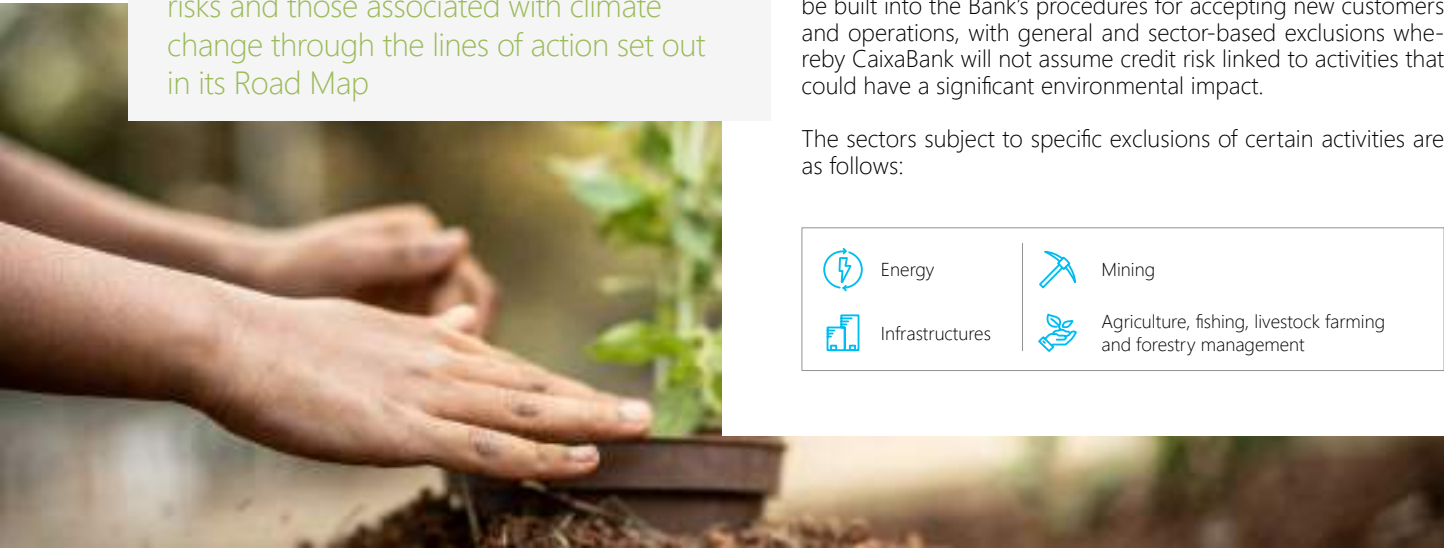 risks and those associated with climate
change through the lines of action set out
in its Road Map
be built into the Bank's procedures for accepting new customers
and operations, with general and sector-based exclusions whe-
reby CaixaBank will not assume credit risk linked to activities that
could have a significant environmental impact.
The sectors subject to specific exclusions of certain activities are
as follows:
Energy
Mining
Infrastructures
Agriculture, fishing, livestock farming
and forestry management